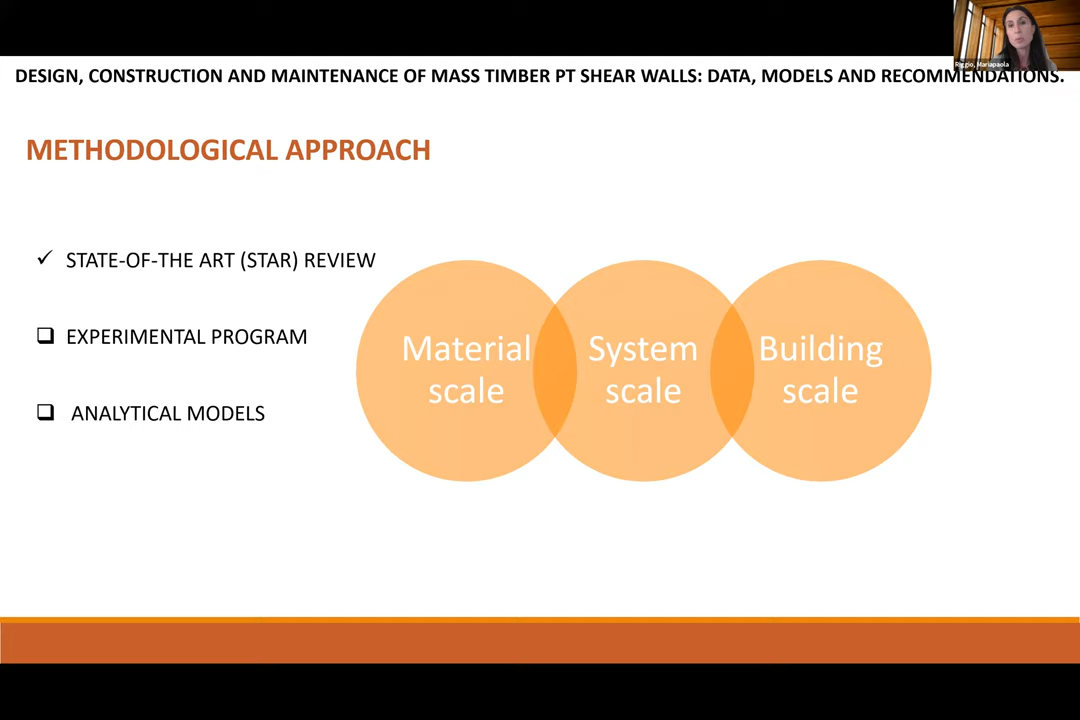 DESIGN, CONSTRUCTION AND MAINTENANCE OF MASS TIMBER PT SHEAR WALLS: DATA, MODELS AND RECOMMENDATIONS.
Riggio, Mariapaola
METHODOLOGICAL APPROACH
✓ STATE-OF-THE ART (STAR) REVIEW
❑ EXPERIMENTAL PROGRAM
❑ ANALYTICAL MODELS
Material
scale
System
scale
Building
scale